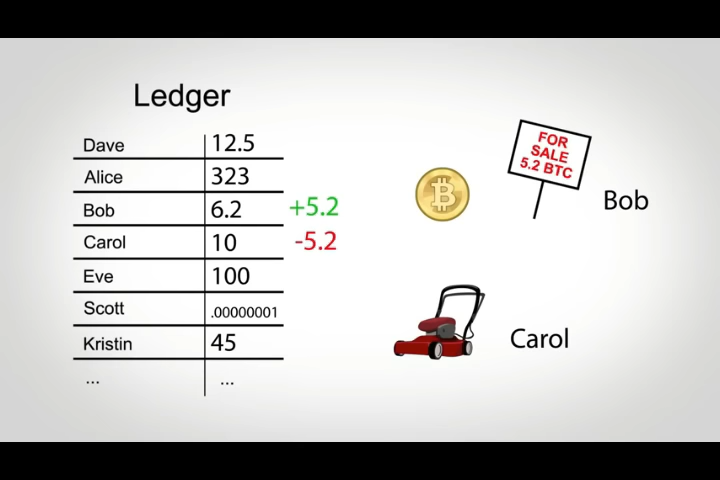 Ledger
Dave 12.5
Alice 323
Bob 6.2 +5.2
Carol 10 -5.2
Eve 100
Scott .00000001
Kristin 45
... ...
B
FOR
SALE
5.2 BTC
Bob
Carol